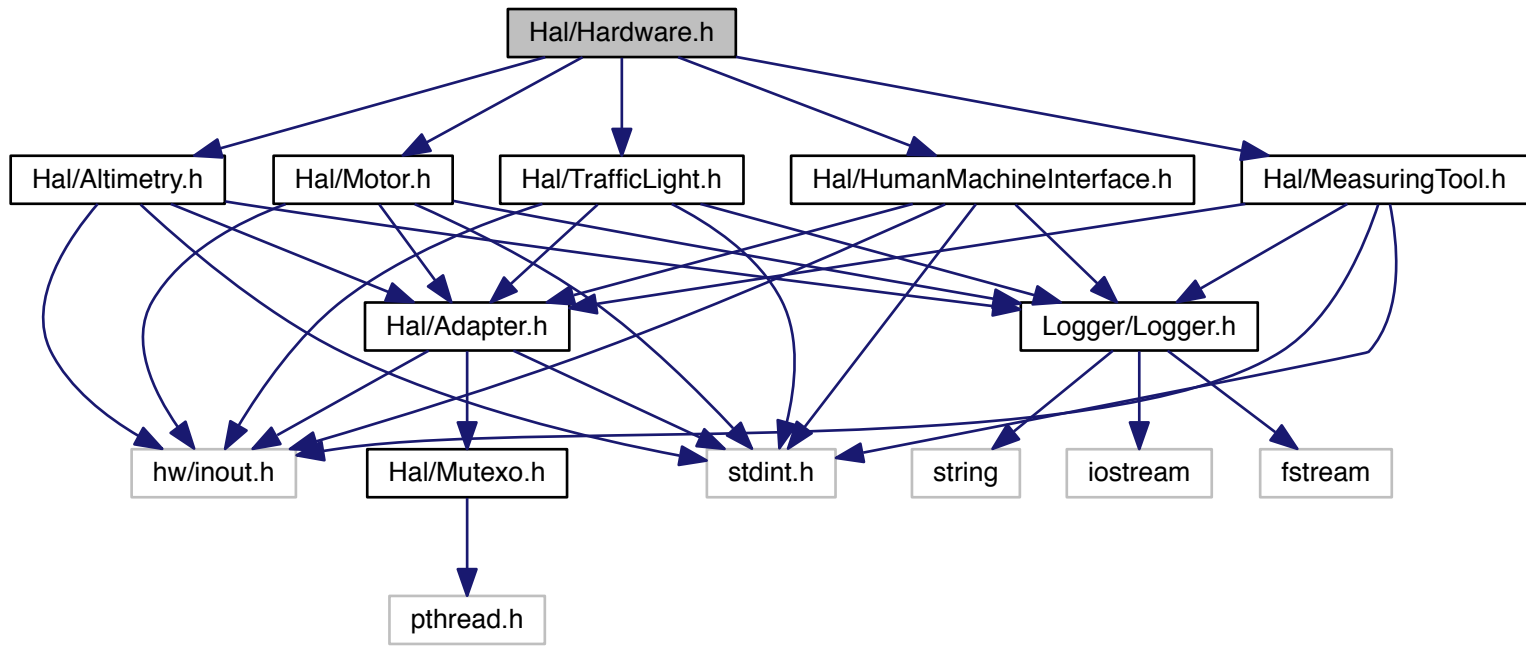 Hal/Hardware.h
Hal/Altimetry.h
Hal/Motor.h
Hal/TrafficLight.h
Hal/HumanMachineInterface.h
Hal/MeasuringTool.h
Hal/Adapter.h
Logger/Logger.h
hw/inout.h
Hal/Mutexo.h
stdint.h
string
iostream
fstream
pthread.h